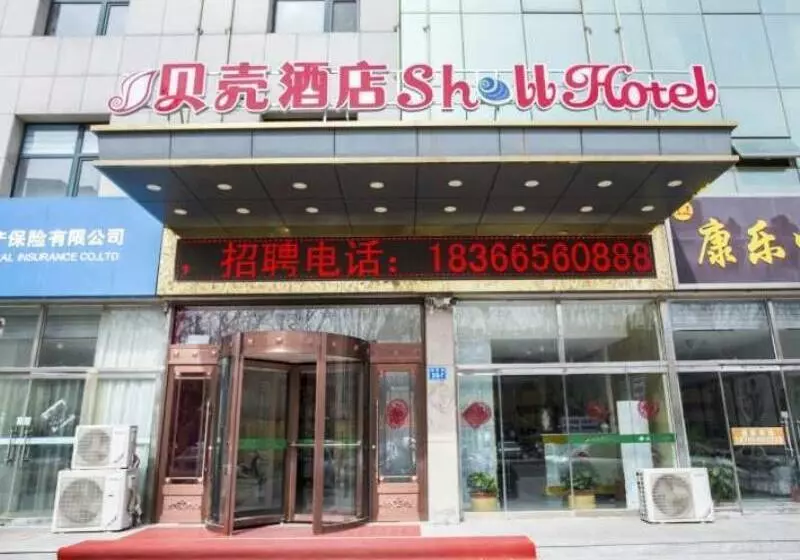 贝壳酒店 Shell Hotel
产保险有限公司
AL INSURANCE CO.,LTD
，招聘电话：18366560888
康乐